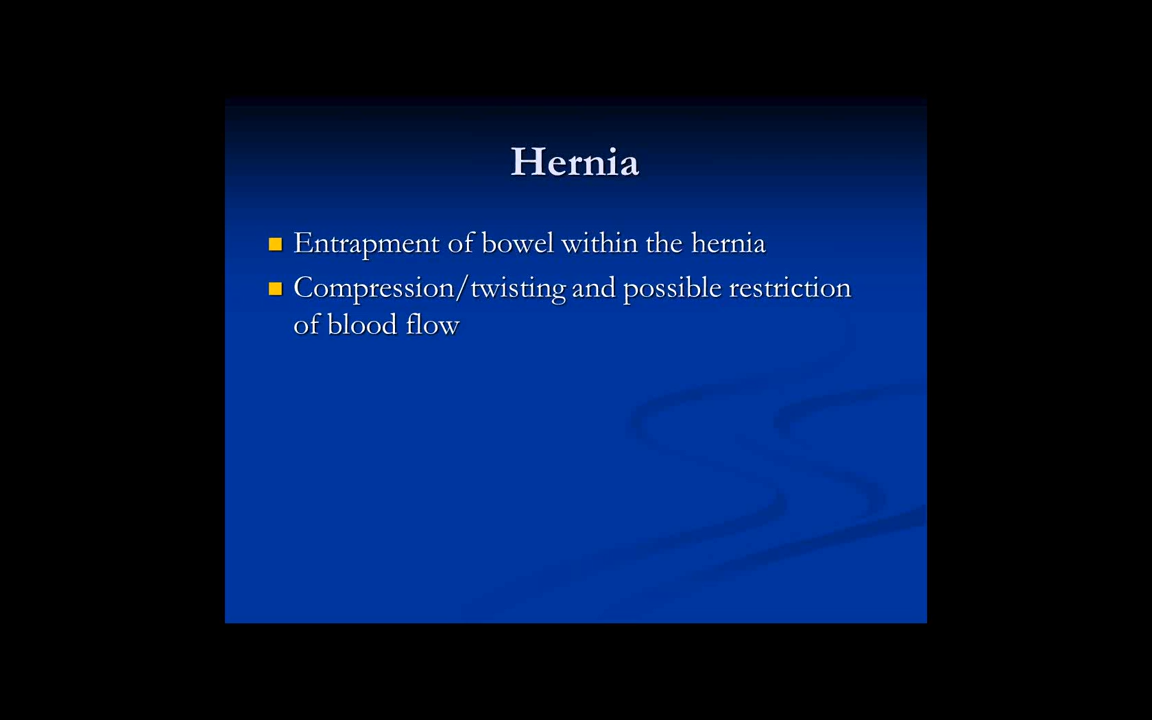 Hernia
Entrapment of bowel within the hernia
Compression/twisting and possible restriction
of blood flow